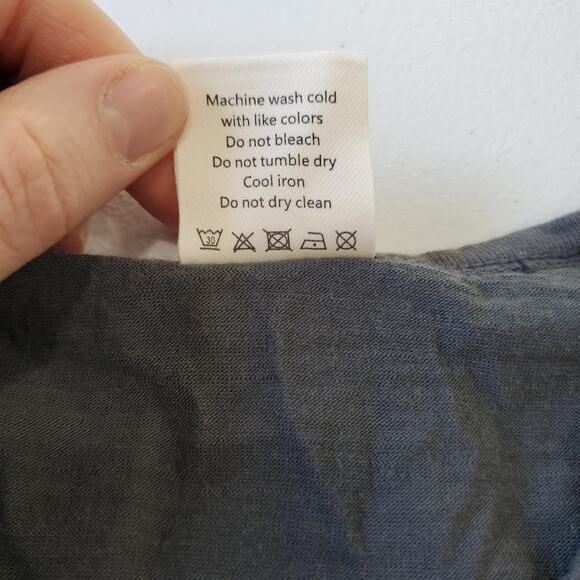 Machine wash cold
with like colors
Do not bleach
Do not tumble dry
Cool iron
Do not dry clean
30